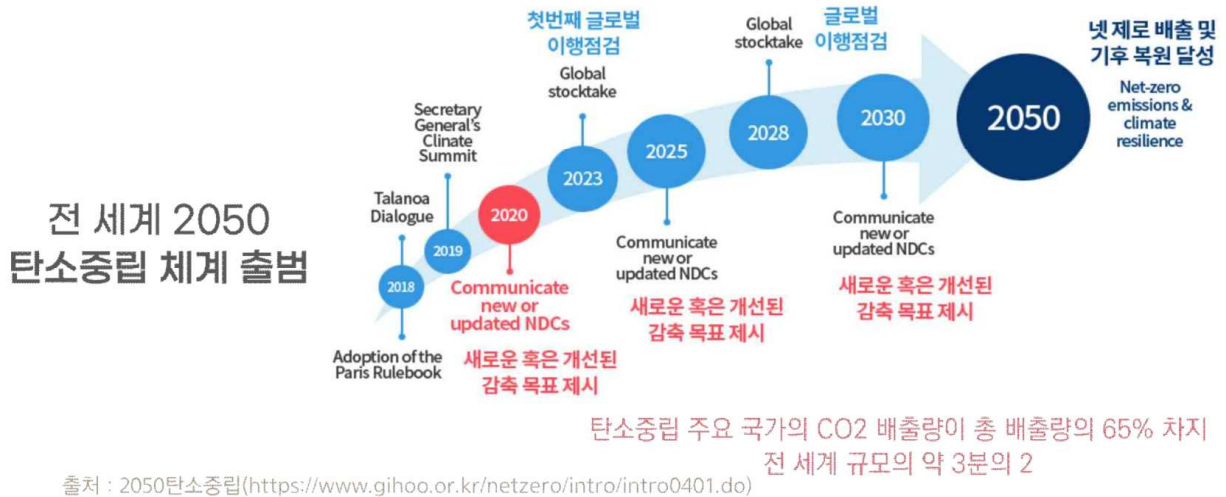 전 세계 2050
탄소중립 체계 출범
Talanoa
Dialogue
2018
Adoption of the
Paris Rulebook
Secretary
General's
Clinate
Summit
2019
2020
Communicate
new or
updated NDCs
새로운 혹은 개선된
감축 목표 제시
첫번째 글로벌
이행점검
Global
stocktake
2023
2025
Communicate
new or
updated NDCs
새로운 혹은 개선된
감축 목표 제시
Global
stocktake
글로벌
이행점검
2028
2030
Communicate
new or
updated NDCs
새로운 혹은 개선된
감축 목표 제시
2050
넷 제로 배출 및
기후 복원 달성
Net-zero
emissions &
climate
resilience
탄소중립 주요 국가의 CO2 배출량이 총 배출량의 65% 차지
전 세계 규모의 약 3분의 2
출처 : 2050탄소중립(https://www.gihoo.or.kr/netzero/intro/intro0401.do)